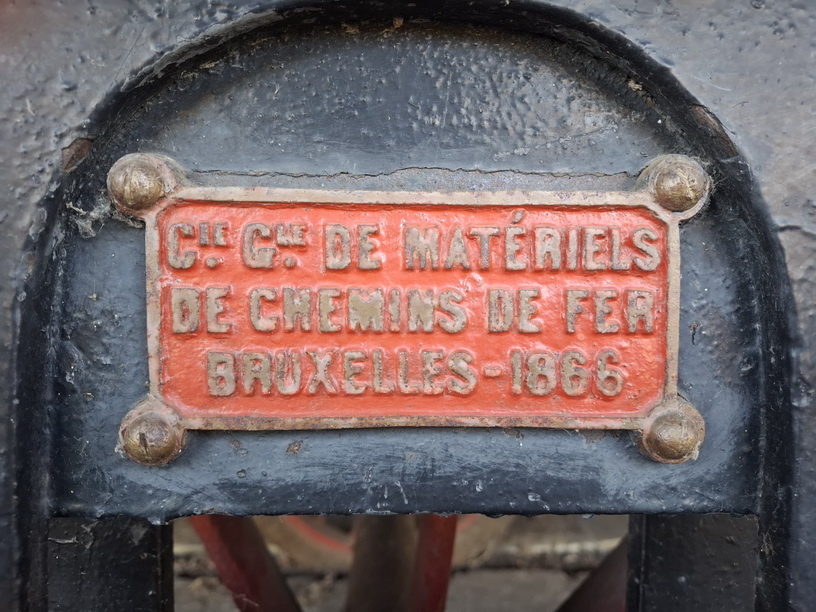 CIE GLE DE MATÉRIELS
DE CHEMINS DE FER
BRUXELLES - 1866